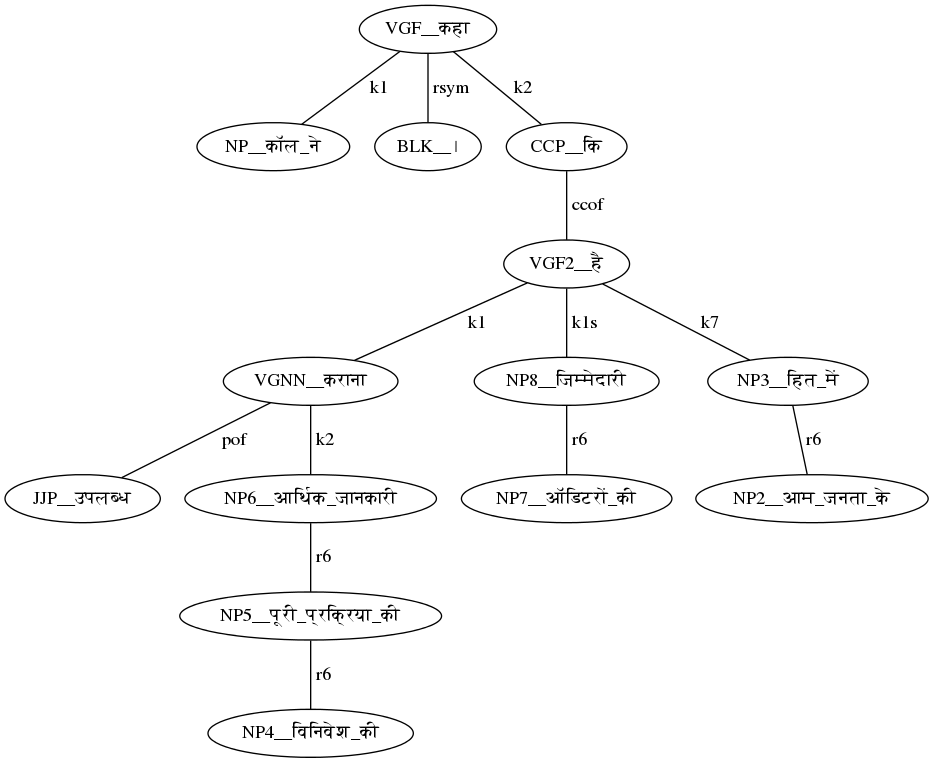 VGF__कहा
k1
rsym
k2
NP__कॉल_ने
BLK__।
CCP__कि
ccof
VGF2__है
k1
k1s
k7
VGNN__कराना
NP8__जिम्मेदारी
NP3__हित_में
pof
k2
r6
r6
JJP__उपलब्ध
NP6__आर्थिक_जानकारी
NP7__ऑडिटरों_की
NP2__आम_जनता_के
r6
NP5__पूरी_प्रक्रिया_की
r6
NP4__विनिवेश_की